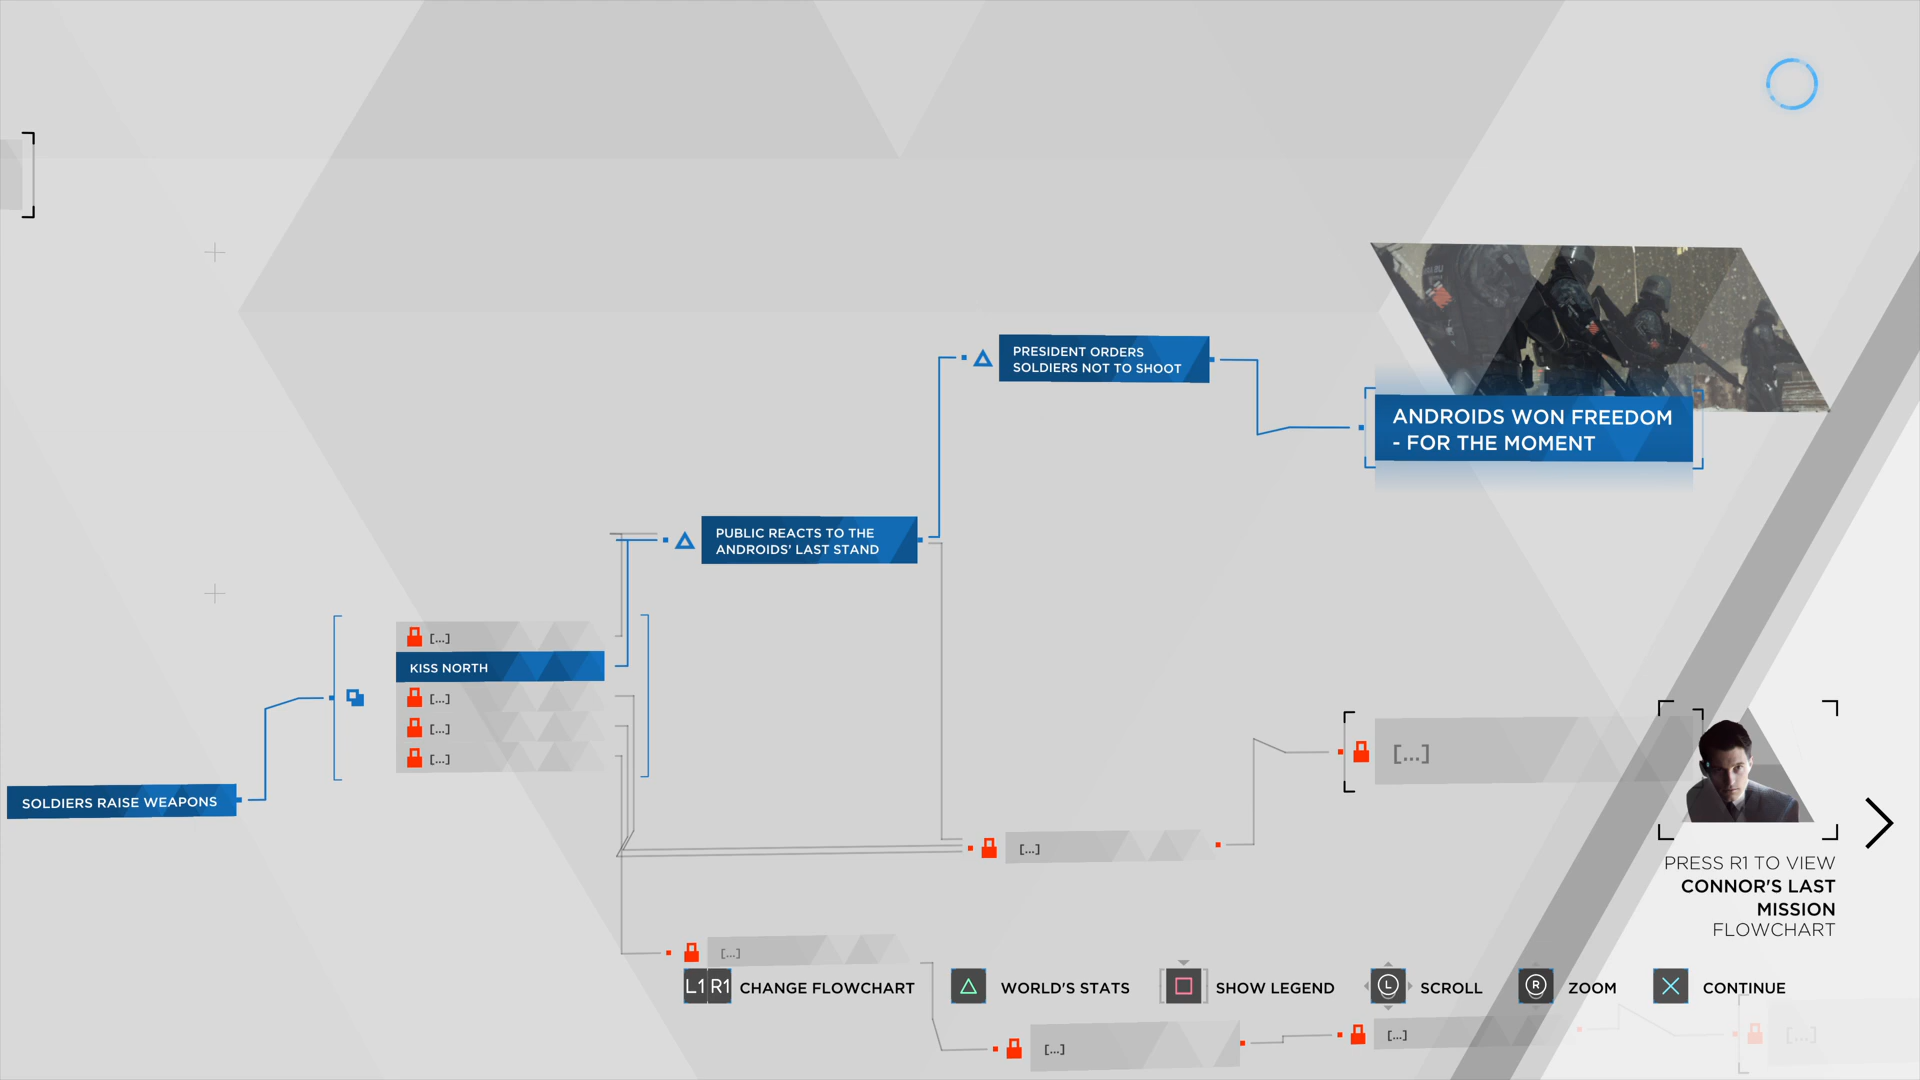 PRESIDENT ORDERS
SOLDIERS NOT TO SHOOT
ANDROIDS WON FREEDOM
- FOR THE MOMENT
PUBLIC REACTS TO THE
ANDROIDS' LAST STAND
[...]
KISS NORTH
[...]
[...]
[...]
SOLDIERS RAISE WEAPONS
[...]
[...]
PRESS R1 TO VIEW
CONNOR'S LAST
MISSION
FLOWCHART
[...]
L1 R1 CHANGE FLOWCHART
WORLD'S STATS
SHOW LEGEND
L SCROLL
R ZOOM
CONTINUE
[...]
[...]
[...]